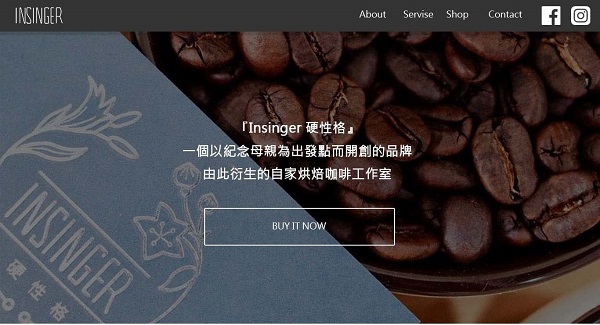 INSINGER
About Servise Shop Contact
『Insinger 硬性格』
一個以紀念母親為出發點而開創的品牌
由此衍生的自家烘焙咖啡工作室
BUY IT NOW
INSINGER
硬性格